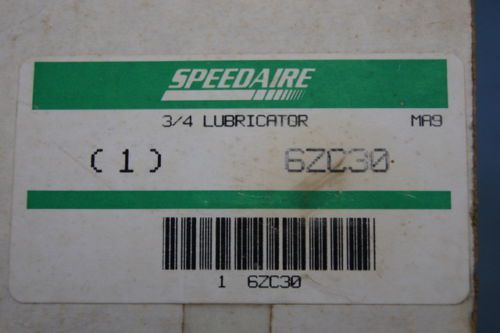 SPEEDAIRE
3/4 LUBRICATOR MA9
(1) 6ZC30
1 6ZC30